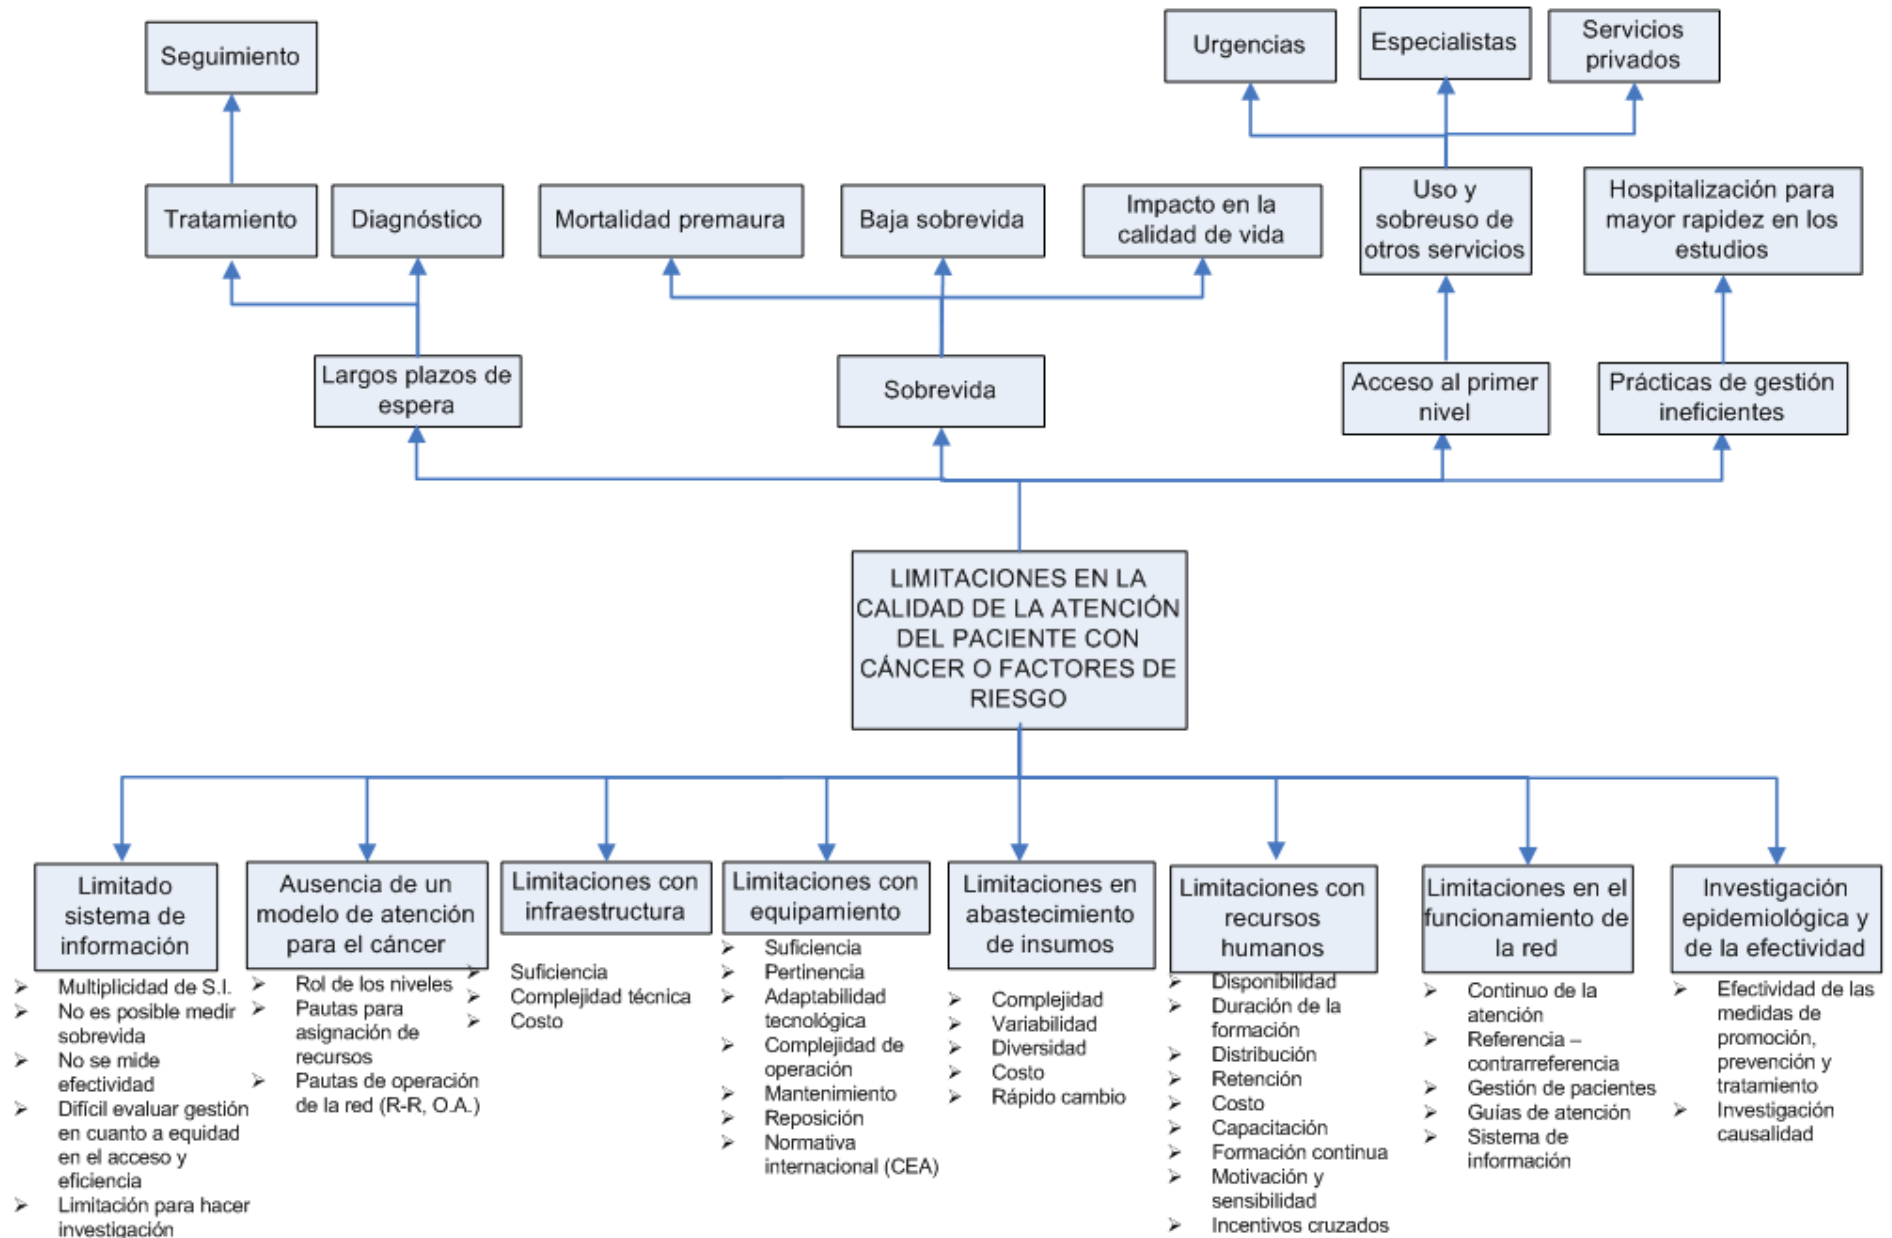 Seguimiento
Urgencias
Especialistas
Servicios
privados
Tratamiento
Diagnóstico
Mortalidad premaura
Baja sobrevida
Impacto en la
calidad de vida
Uso y
sobreuso de
otros servicios
Hospitalización para
mayor rapidez en los
estudios
Largos plazos de
espera
Sobrevida
Acceso al primer
nivel
Prácticas de gestión
ineficientes
LIMITACIONES EN LA
CALIDAD DE LA ATENCIÓN
DEL PACIENTE CON
CÁNCER O FACTORES DE
RIESGO
Limitado
sistema de
información
➢ Multiplicidad de S.I.
➢ No es posible medir
sobrevida
➢ No se mide
efectividad
➢ Difícil evaluar gestión
en cuanto a equidad
en el acceso y
eficiencia
➢ Limitación para hacer
investigación
Ausencia de un
modelo de atención
para el cáncer
➢ Rol de los niveles
➢ Pautas para
asignación de
recursos
➢ Pautas de operación
de la red (R-R, O.A.)
Limitaciones con
infraestructura
➢ Suficiencia
➢ Complejidad técnica
➢ Costo
Limitaciones con
equipamiento
➢ Suficiencia
➢ Pertinencia
➢ Adaptabilidad
tecnológica
➢ Complejidad de
operación
➢ Mantenimiento
➢ Reposición
➢ Normativa
internacional (CEA)
Limitaciones en
abastecimiento
de insumos
➢ Complejidad
➢ Variabilidad
➢ Diversidad
➢ Costo
➢ Rápido cambio
Limitaciones con
recursos
humanos
➢ Disponibilidad
➢ Duración de la
formación
➢ Distribución
➢ Retención
➢ Costo
➢ Capacitación
➢ Formación continua
➢ Motivación y
sensibilidad
➢ Incentivos cruzados
Limitaciones en el
funcionamiento de
la red
➢ Continuo de la
atención
➢ Referencia –
contrarreferencia
➢ Gestión de pacientes
➢ Guías de atención
➢ Sistema de
información
Investigación
epidemiológica y
de la efectividad
➢ Efectividad de las
medidas de
promoción,
prevención y
tratamiento
➢ Investigación
causalidad